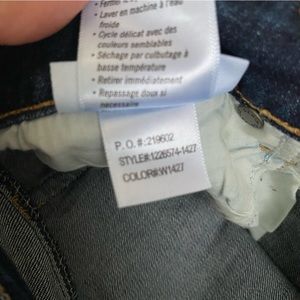 • Fermer
• Laver en machine à l'eau
froide
• Cycle délicat avec des
couleurs semblables
• Séchage par culbutage à
basse température
• Retirer immédiatement
• Repassage doux si
nécessaire
P.O.#:219602
STYLE#:1226574-1427
COLOR#:W1427